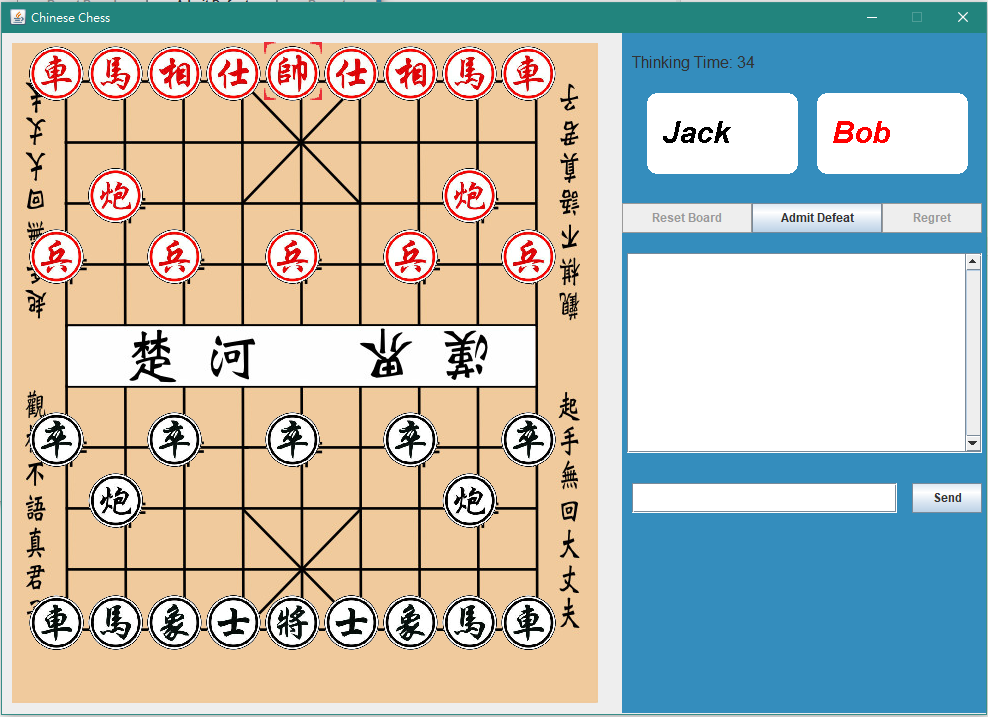 Chinese Chess
車馬相仕帥仕相馬車
Thinking Time: 34
Jack
Bob
炮 炮
Reset Board
Admit Defeat
Regret
兵 兵 兵 兵 兵
楚河 漢界
卒 卒 卒 卒 卒
炮 炮
Send
車馬象士將士象馬車
起手無回大丈夫
不語真君